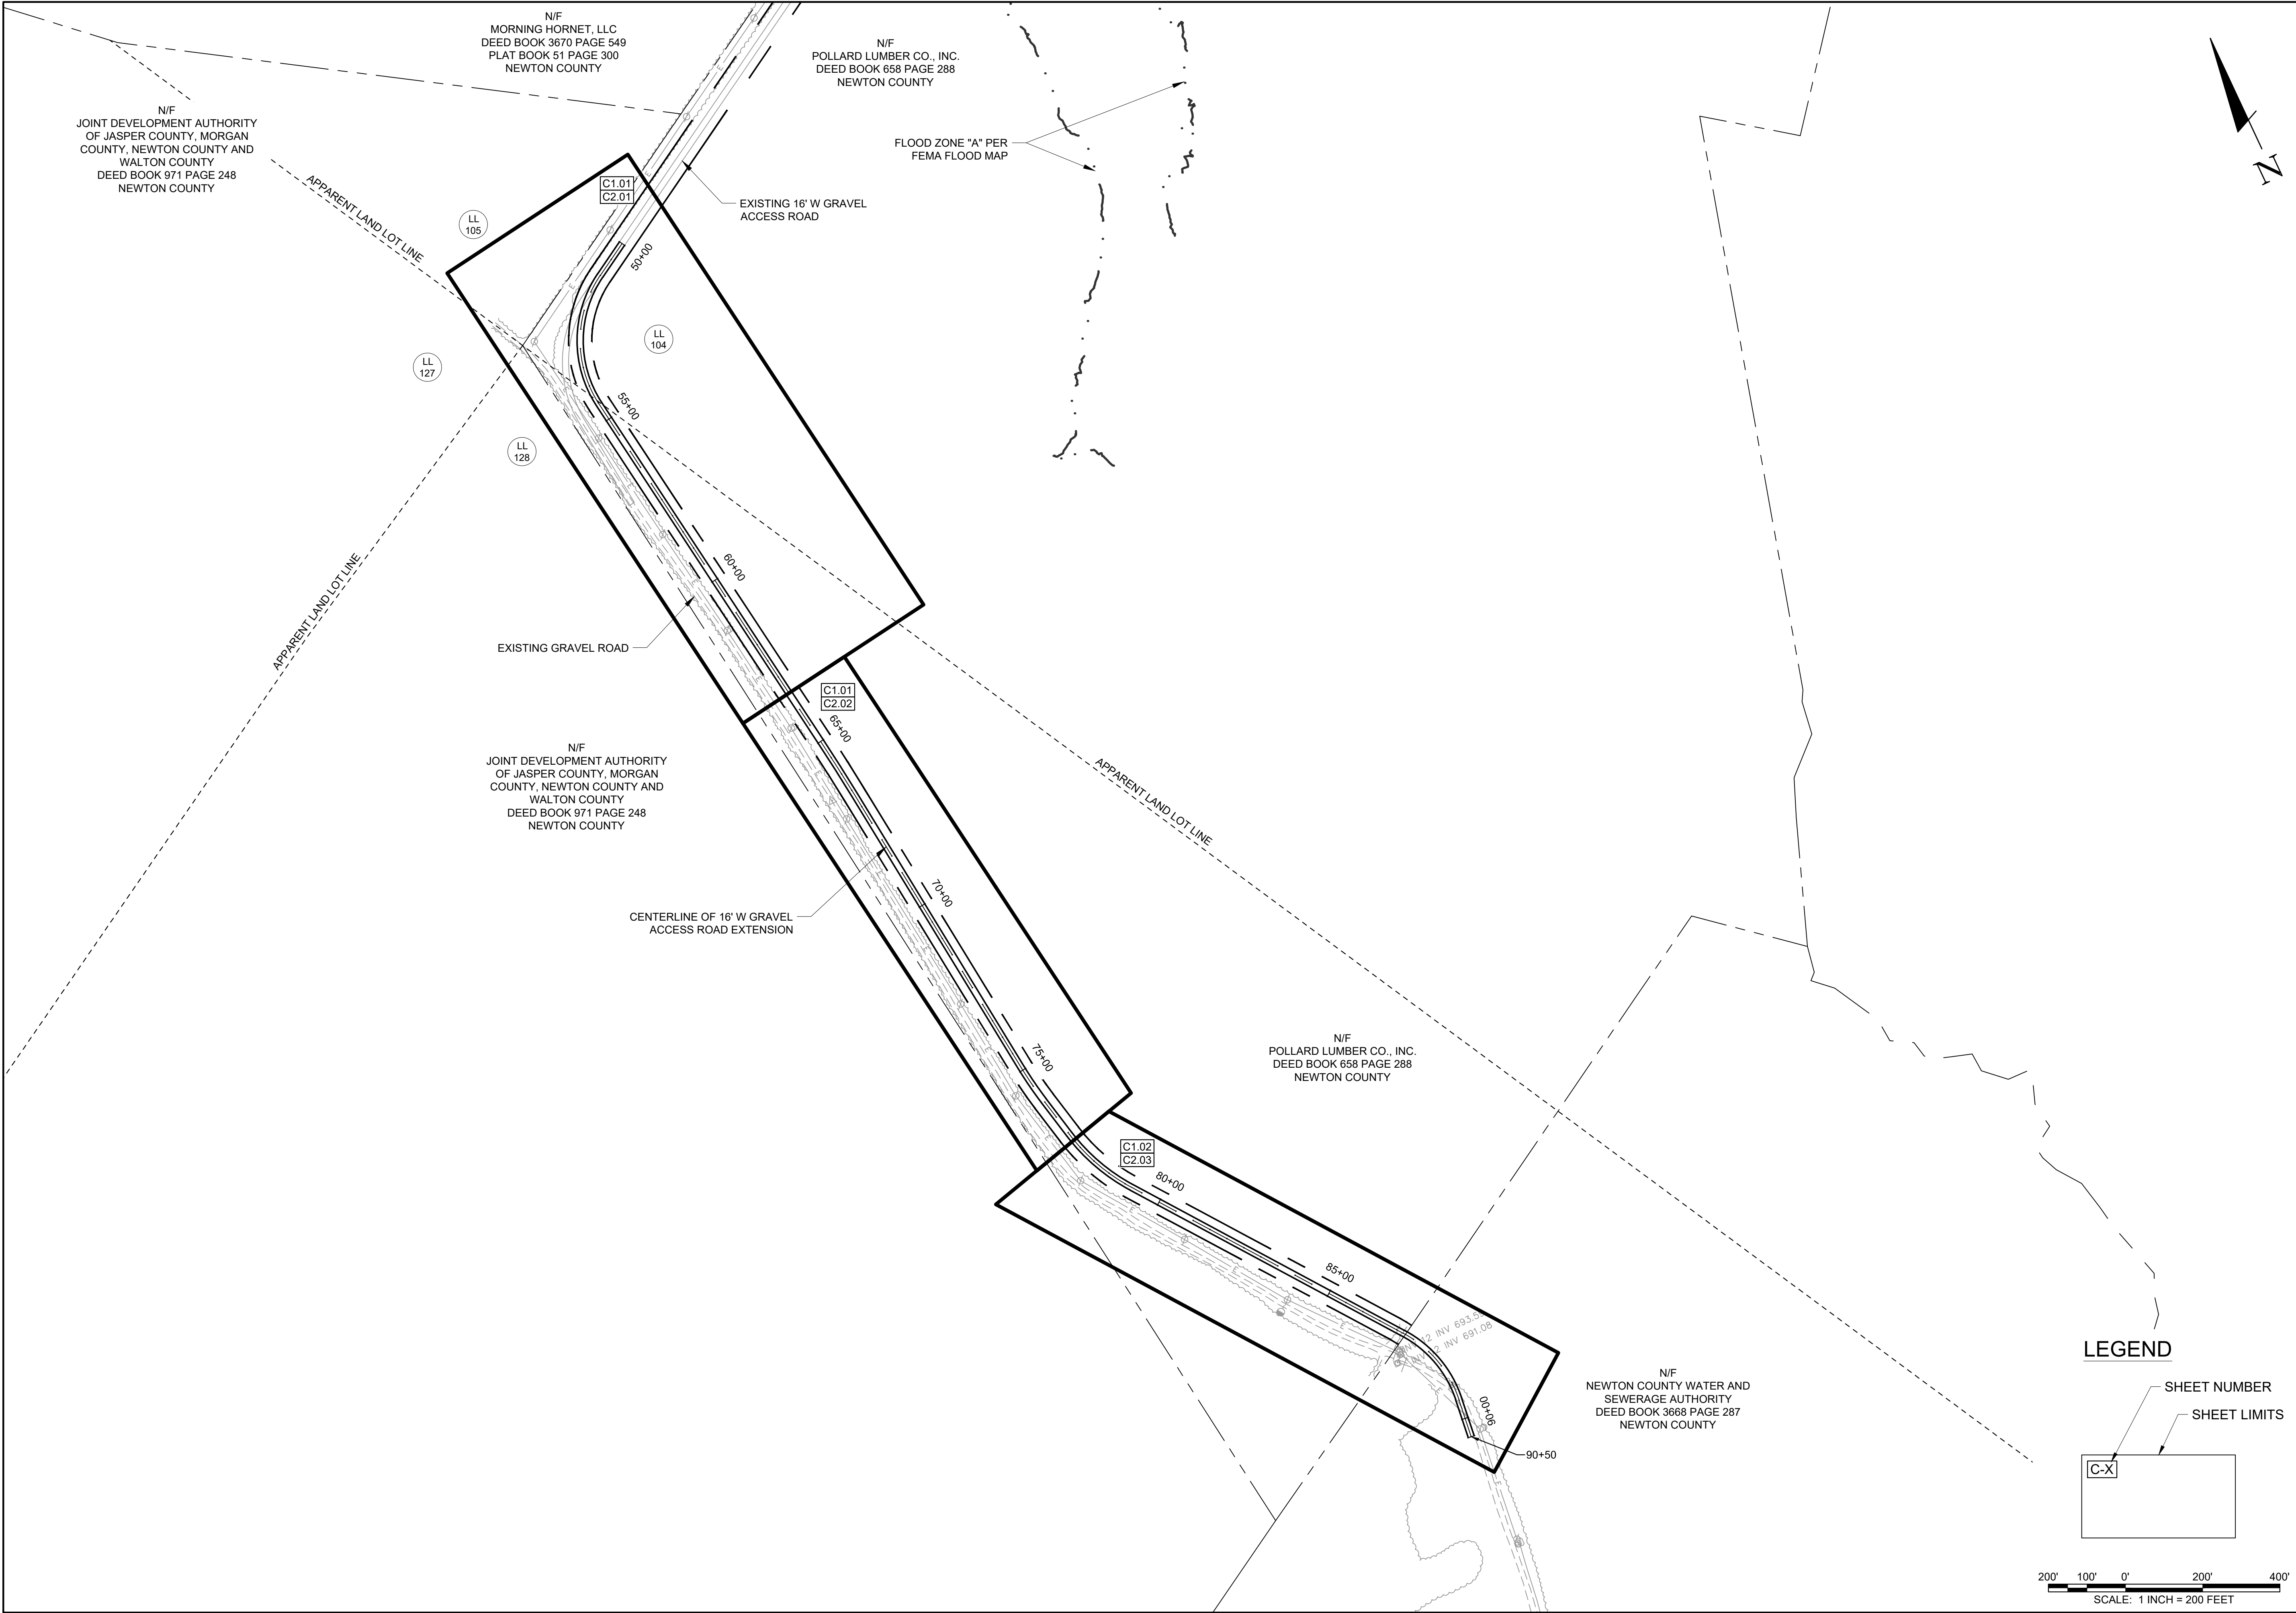 N/F
MORNING HORNET, LLC
DEED BOOK 3670 PAGE 549
PLAT BOOK 51 PAGE 300
NEWTON COUNTY
N/F
POLLARD LUMBER CO., INC.
DEED BOOK 658 PAGE 288
NEWTON COUNTY
N/F
JOINT DEVELOPMENT AUTHORITY
OF JASPER COUNTY, MORGAN
COUNTY, NEWTON COUNTY AND
WALTON COUNTY
DEED BOOK 971 PAGE 248
NEWTON COUNTY
FLOOD ZONE "A" PER
FEMA FLOOD MAP
N
C1.01
C2.01
EXISTING 16' W GRAVEL
ACCESS ROAD
APPARENT LAND LOT LINE
LL
105
50+00
LL
104
LL
127
55+00
LL
128
60+00
APPARENT LAND LOT LINE
EXISTING GRAVEL ROAD
C1.01
C2.02
65+00
N/F
JOINT DEVELOPMENT AUTHORITY
OF JASPER COUNTY, MORGAN
COUNTY, NEWTON COUNTY AND
WALTON COUNTY
DEED BOOK 971 PAGE 248
NEWTON COUNTY
APPARENT LAND LOT LINE
70+00
CENTERLINE OF 16' W GRAVEL
ACCESS ROAD EXTENSION
75+00
N/F
POLLARD LUMBER CO., INC.
DEED BOOK 658 PAGE 288
NEWTON COUNTY
C1.02
C2.03
80+00
85+00
12 INV 693.5
INV 691.08
N/F
NEWTON COUNTY WATER AND
SEWERAGE AUTHORITY
DEED BOOK 3668 PAGE 287
NEWTON COUNTY
90+00
90+50
LEGEND
SHEET NUMBER
SHEET LIMITS
C-X
200' 100' 0' 200' 400'
SCALE: 1 INCH = 200 FEET